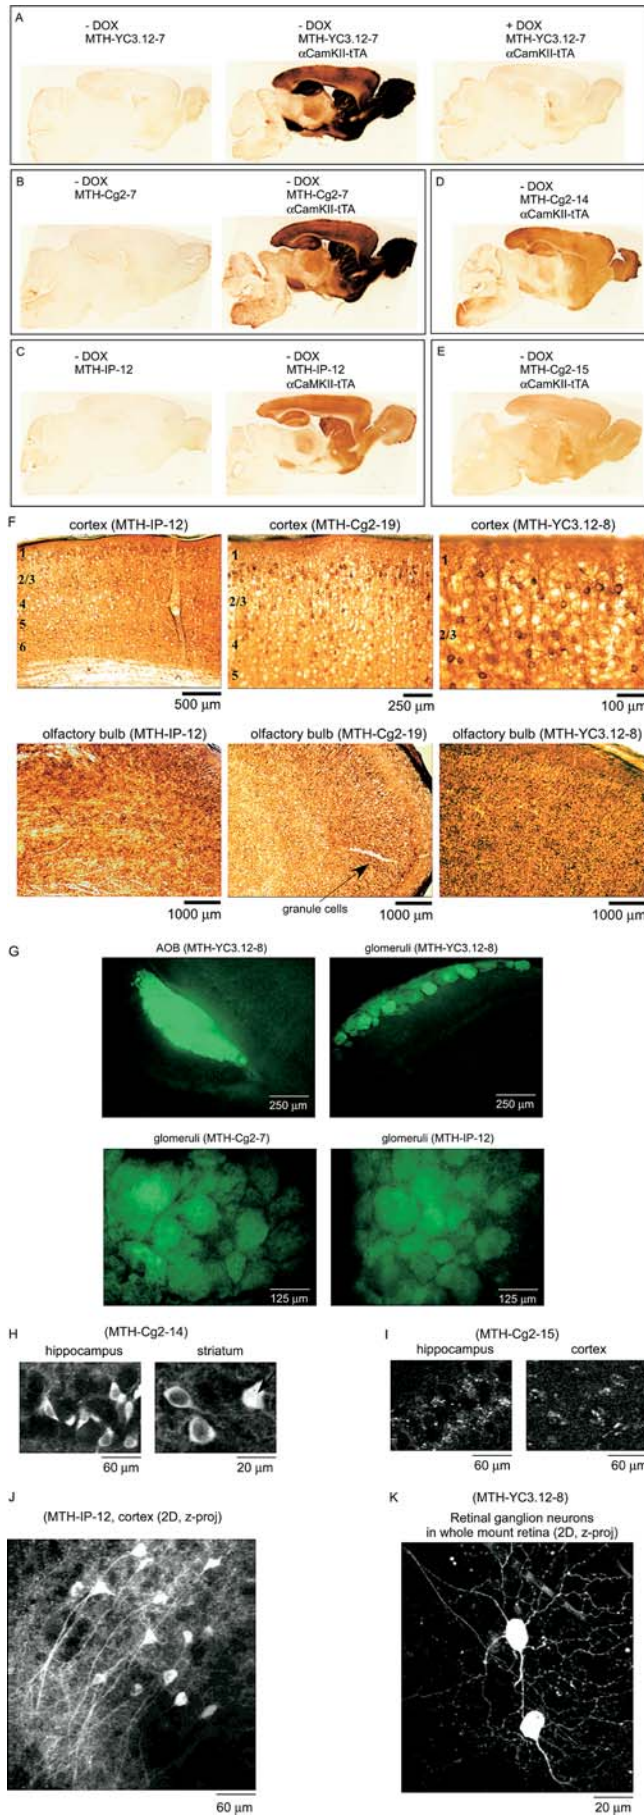 A
- DOX
MTH-YC3.12-7
- DOX
MTH-YC3.12-7
αCamKII-tTA
+ DOX
MTH-YC3.12-7
αCamKII-tTA
B
- DOX
MTH-Cg2-7
- DOX
MTH-Cg2-7
αCamKII-tTA
D
- DOX
MTH-Cg2-14
αCamKII-tTA
C
- DOX
MTH-IP-12
- DOX
MTH-IP-12
αCaMKII-tTA
E
- DOX
MTH-Cg2-15
αCamKII-tTA
F
cortex (MTH-IP-12)
1
2/3
4
5
6
500 μm
cortex (MTH-Cg2-19)
1
2/3
4
5
250 μm
cortex (MTH-YC3.12-8)
1
2/3
100 μm
olfactory bulb (MTH-IP-12)
1000 μm
olfactory bulb (MTH-Cg2-19)
granule cells
1000 μm
olfactory bulb (MTH-YC3.12-8)
1000 μm
G
AOB (MTH-YC3.12-8)
250 μm
glomeruli (MTH-YC3.12-8)
250 μm
glomeruli (MTH-Cg2-7)
125 μm
glomeruli (MTH-IP-12)
125 μm
H
(MTH-Cg2-14)
hippocampus
60 μm
striatum
20 μm
I
(MTH-Cg2-15)
hippocampus
60 μm
cortex
60 μm
J
(MTH-IP-12, cortex (2D, z-proj)
60 μm
K
(MTH-YC3.12-8)
Retinal ganglion neurons
in whole mount retina (2D, z-proj)
20 μm